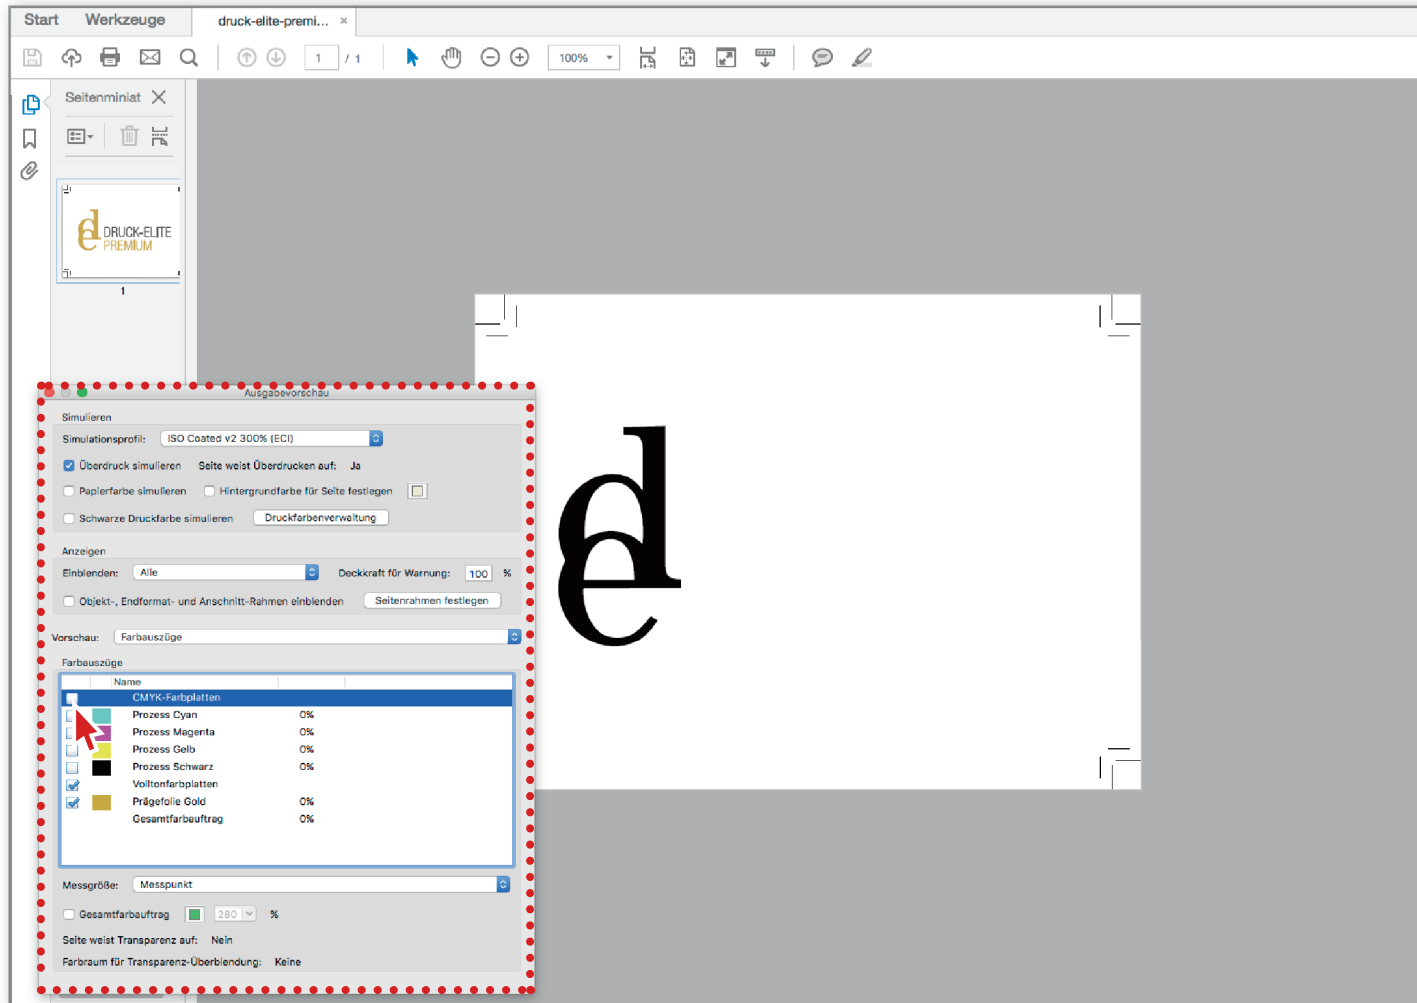 Start Werkzeuge druck-elite-premi... ×
1 / 1 100%
Seitenminiat
DRUCK-ELITE
PREMIUM
1
de
Ausgabevorschau
Simulieren
Simulationsprofil: ISO Coated v2 300% (ECI)
Überdruck simulieren Seite weist Überdrucken auf: Ja
Papierfarbe simulieren Hintergrundfarbe für Seite festlegen
Schwarze Druckfarbe simulieren Druckfarbenverwaltung
Anzeigen
Einblenden: Alle Deckkraft für Warnung: 100 %
Objekt-, Endformat- und Anschnitt-Rahmen einblenden Seitenrahmen festlegen
Vorschau: Farbauszüge
Farbauszüge
Name
CMYK-Farbplatten
Prozess Cyan 0%
Prozess Magenta 0%
Prozess Gelb 0%
Prozess Schwarz 0%
Volltonfarbplatten
Prägefolie Gold 0%
Gesamtfarbauftrag 0%
Messgröße: Messpunkt
Gesamtfarbauftrag 280 %
Seite weist Transparenz auf: Nein
Farbraum für Transparenz-Überblendung: Keine